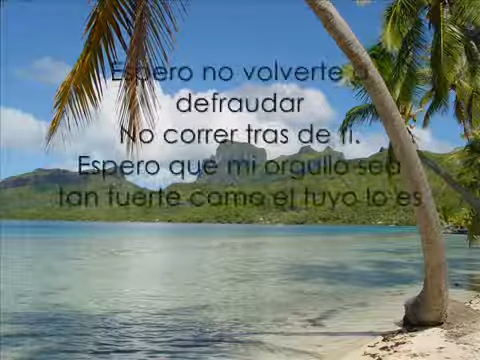 Espero no volverte a
defraudar
No correr tras de ti.
Espero que mi orgullo sea
tan fuerte como el tuyo lo es